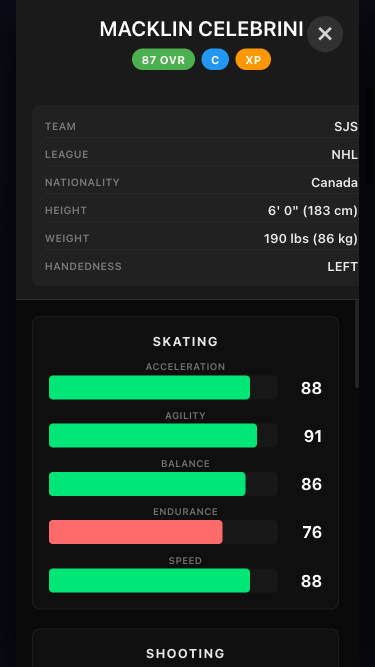 MACKLIN CELEBRINI ✕
87 OVR C XP
TEAM SJS
LEAGUE NHL
NATIONALITY Canada
HEIGHT 6' 0" (183 cm)
WEIGHT 190 lbs (86 kg)
HANDEDNESS LEFT
SKATING
ACCELERATION
88
AGILITY
91
BALANCE
86
ENDURANCE
76
SPEED
88
SHOOTING